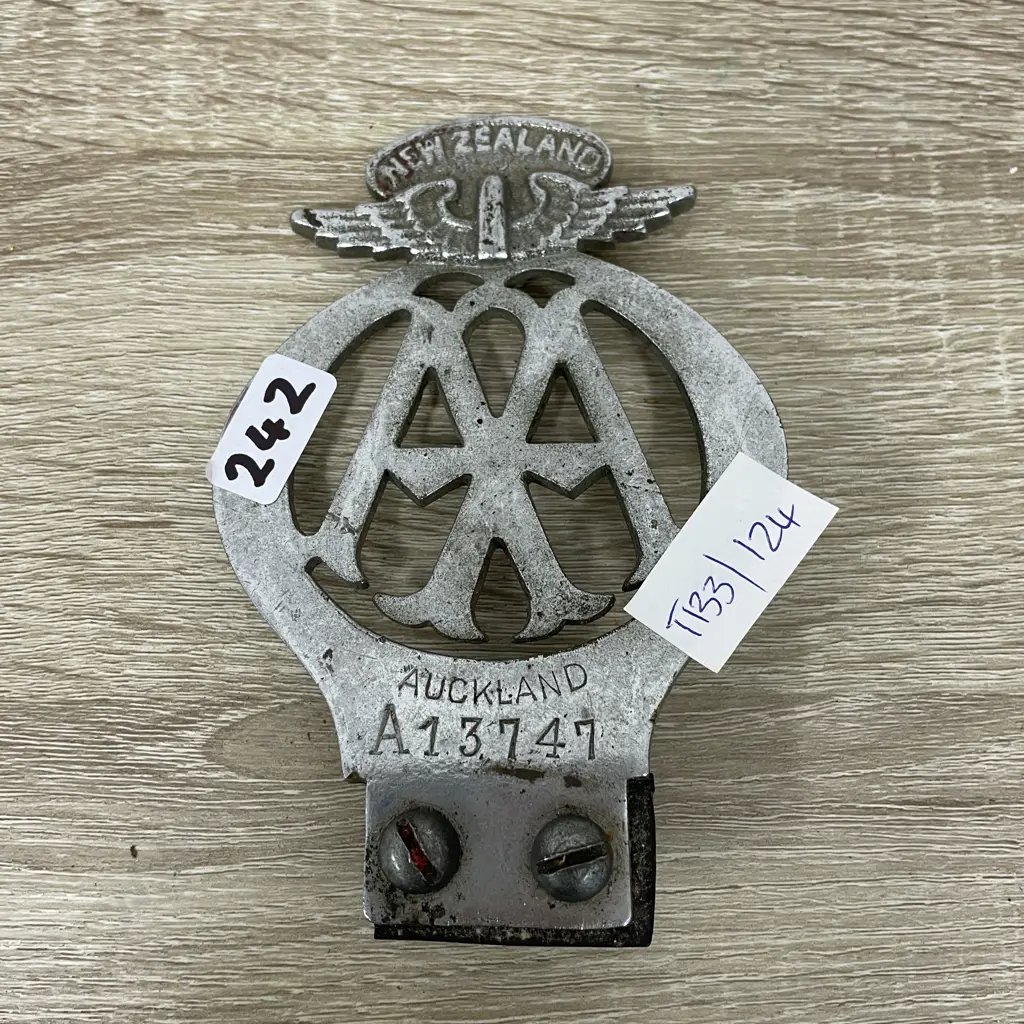 NEW ZEALAND
AA
242
T133/124
AUCKLAND
A13747